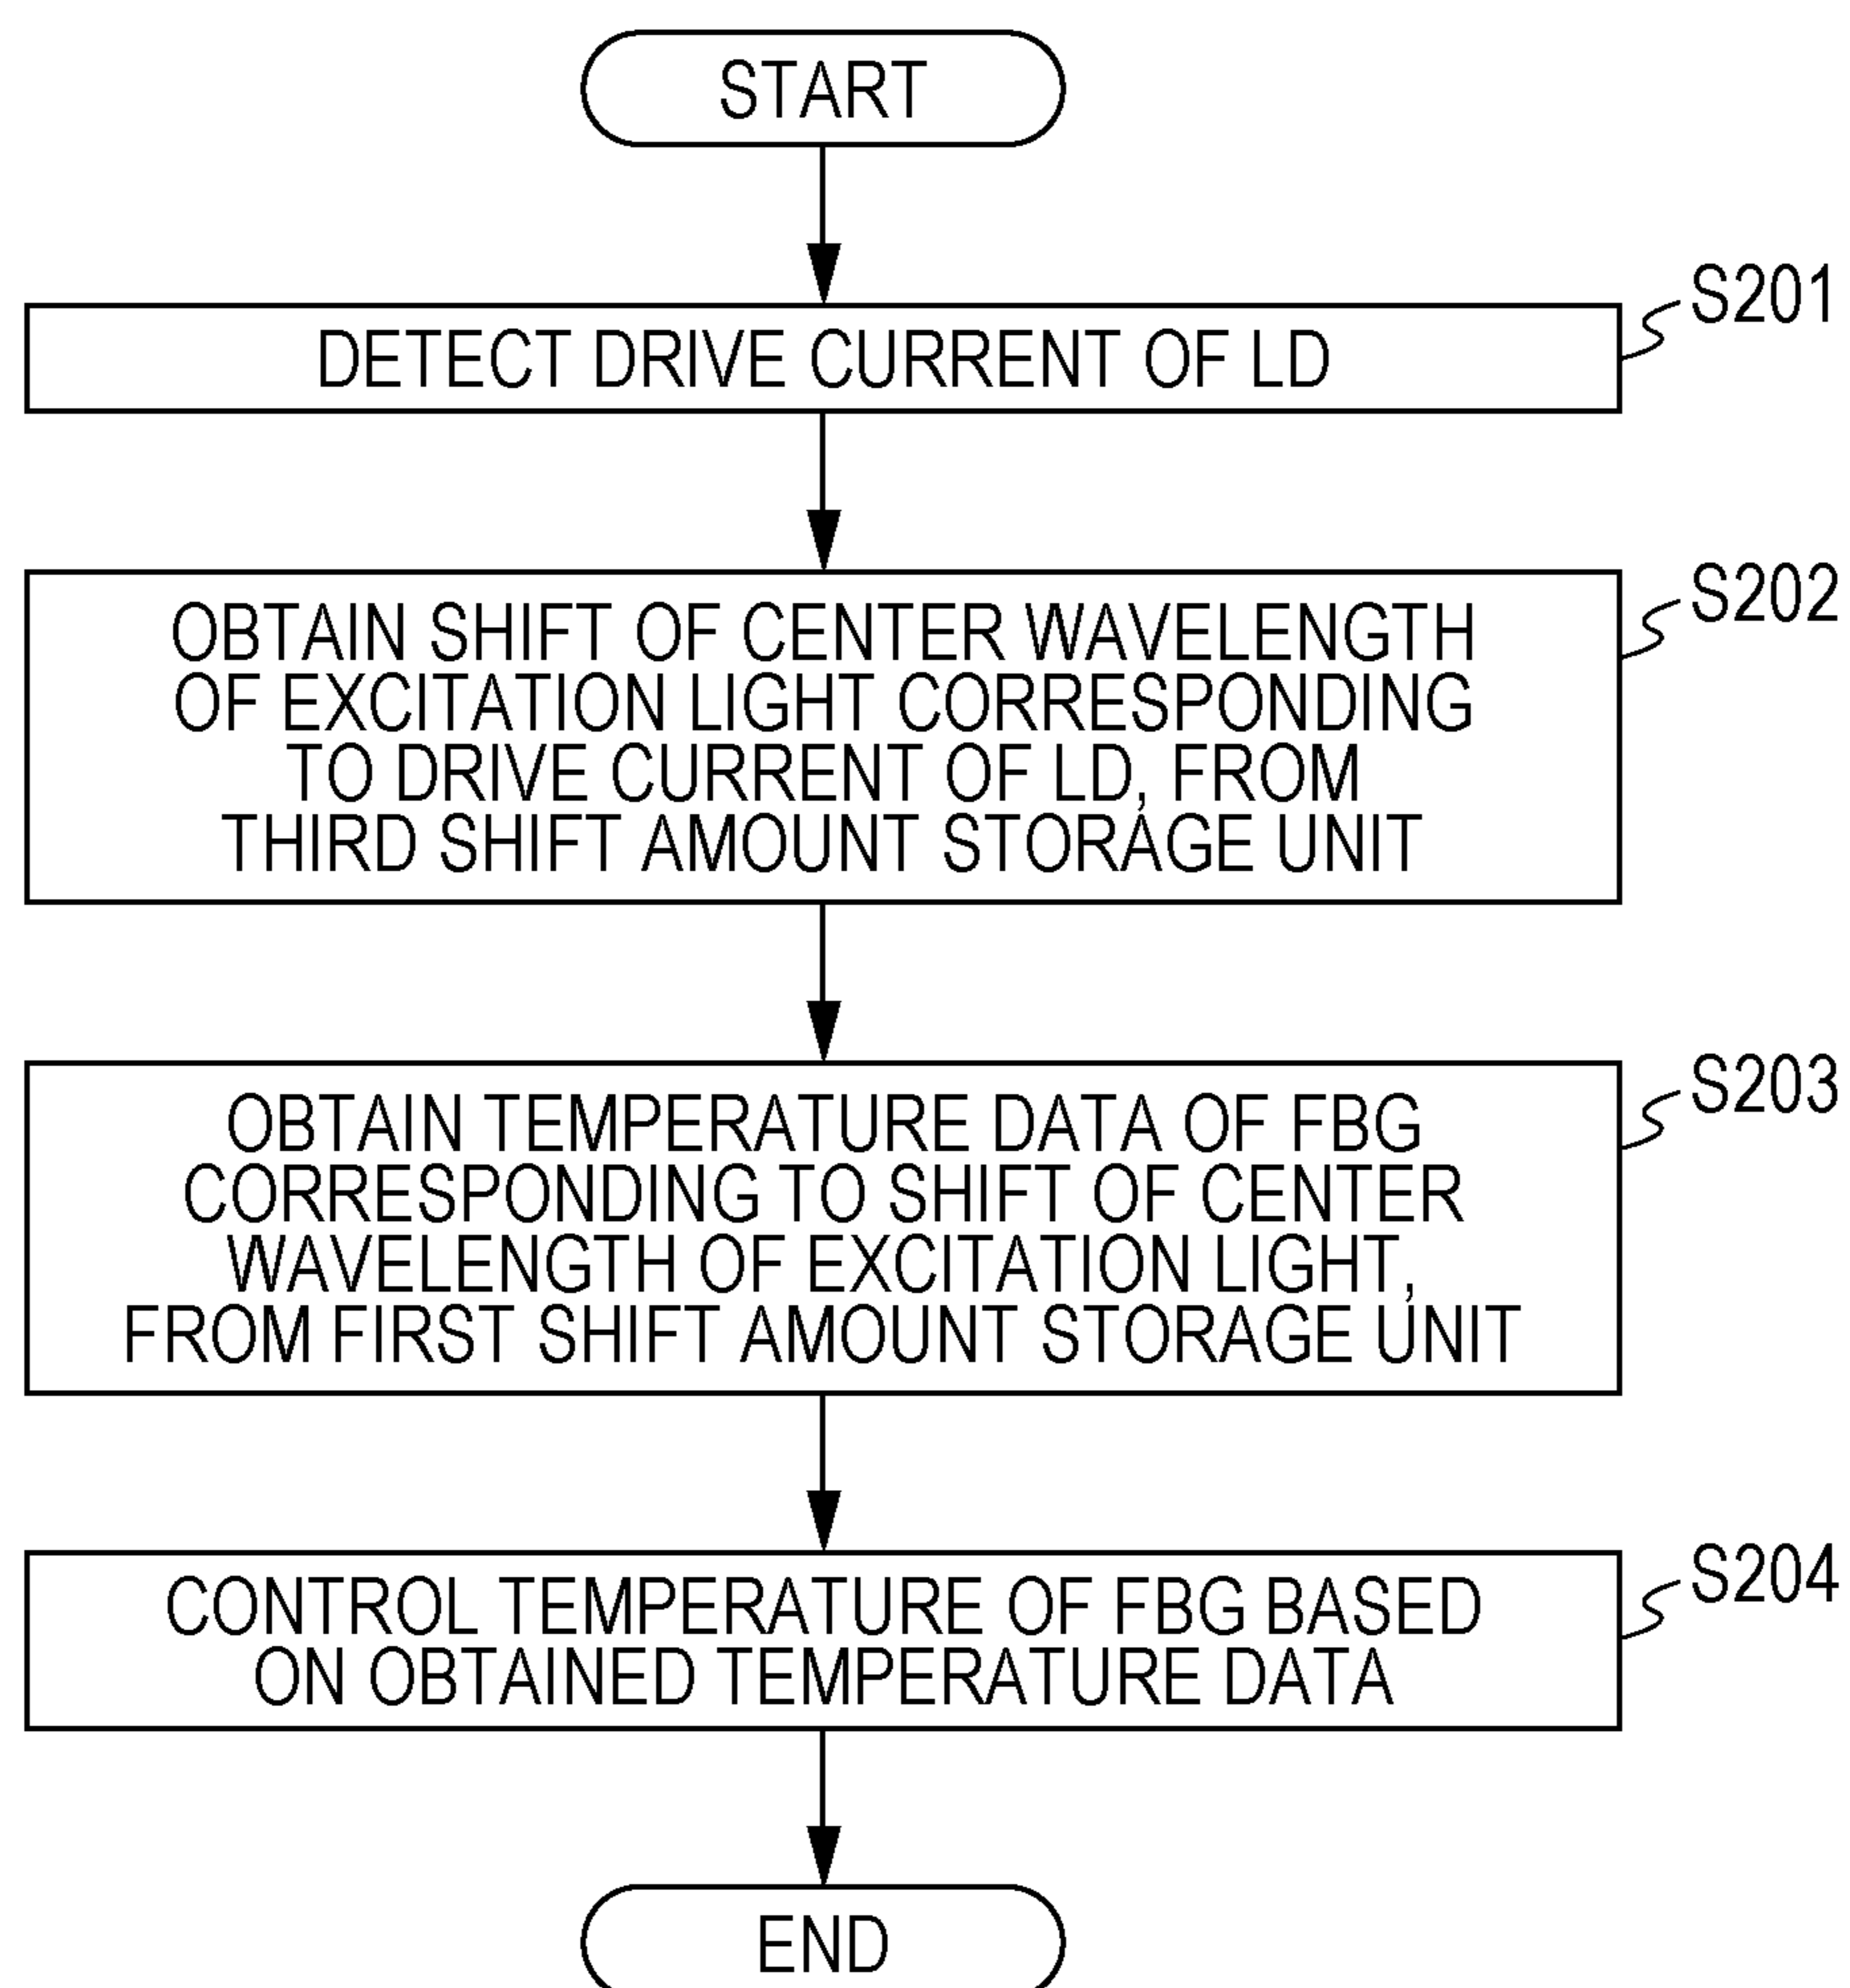 START
S201
DETECT DRIVE CURRENT OF LD
S202
OBTAIN SHIFT OF CENTER WAVELENGTH
OF EXCITATION LIGHT CORRESPONDING
TO DRIVE CURRENT OF LD, FROM
THIRD SHIFT AMOUNT STORAGE UNIT
S203
OBTAIN TEMPERATURE DATA OF FBG
CORRESPONDING TO SHIFT OF CENTER
WAVELENGTH OF EXCITATION LIGHT,
FROM FIRST SHIFT AMOUNT STORAGE UNIT
S204
CONTROL TEMPERATURE OF FBG BASED
ON OBTAINED TEMPERATURE DATA
END